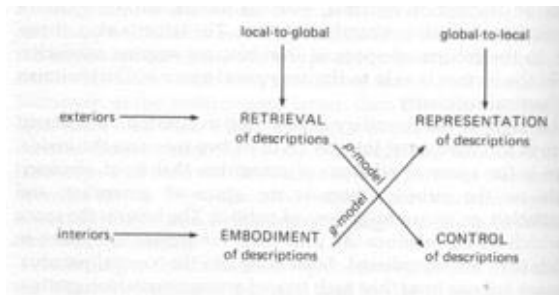 local-to-global
global-to-local
exteriors
RETRIEVAL
of descriptions
REPRESENTATION
of descriptions
p-model
g-model
interiors,
EMBODIMENT
of descriptions
CONTROL
of descriptions